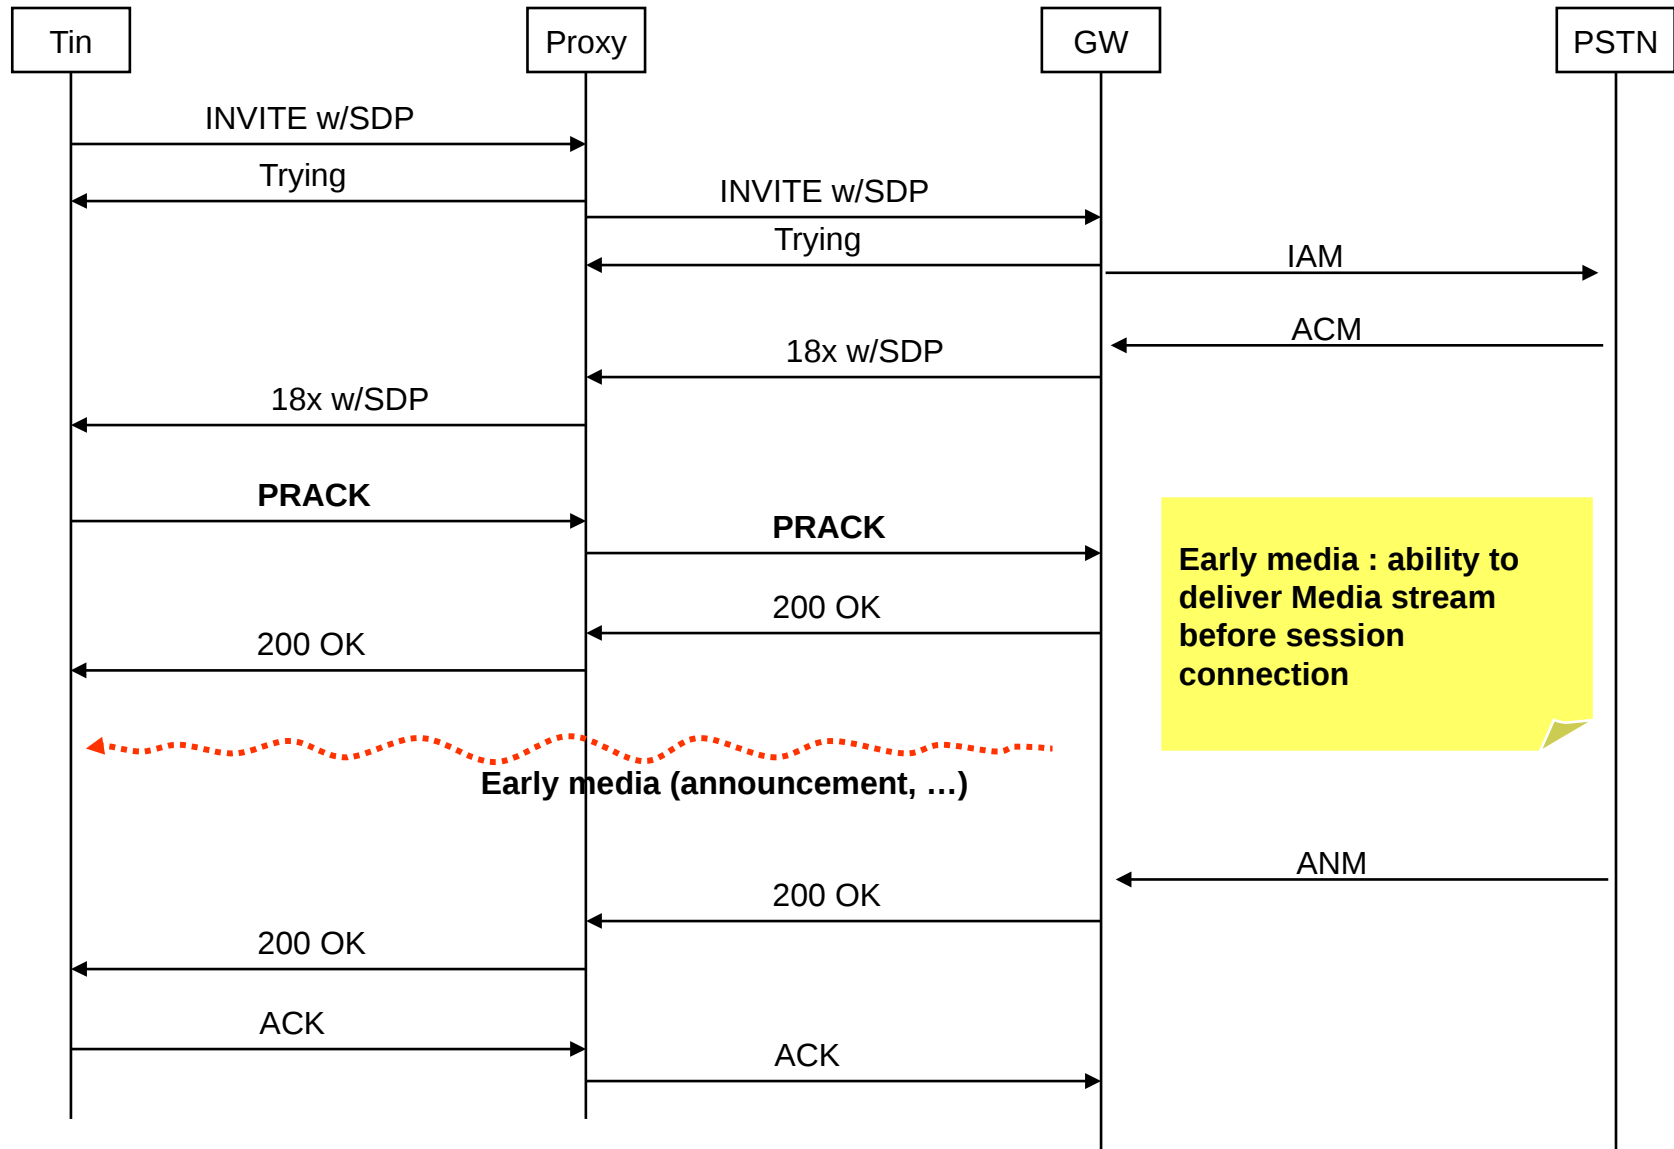 Tin
Proxy
GW
PSTN
INVITE w/SDP
Trying
INVITE w/SDP
Trying
IAM
ACM
18x w/SDP
18x w/SDP
PRACK
PRACK
Early media : ability to
deliver Media stream
before session
connection
200 OK
200 OK
Early media (announcement, …)
ANM
200 OK
200 OK
ACK
ACK